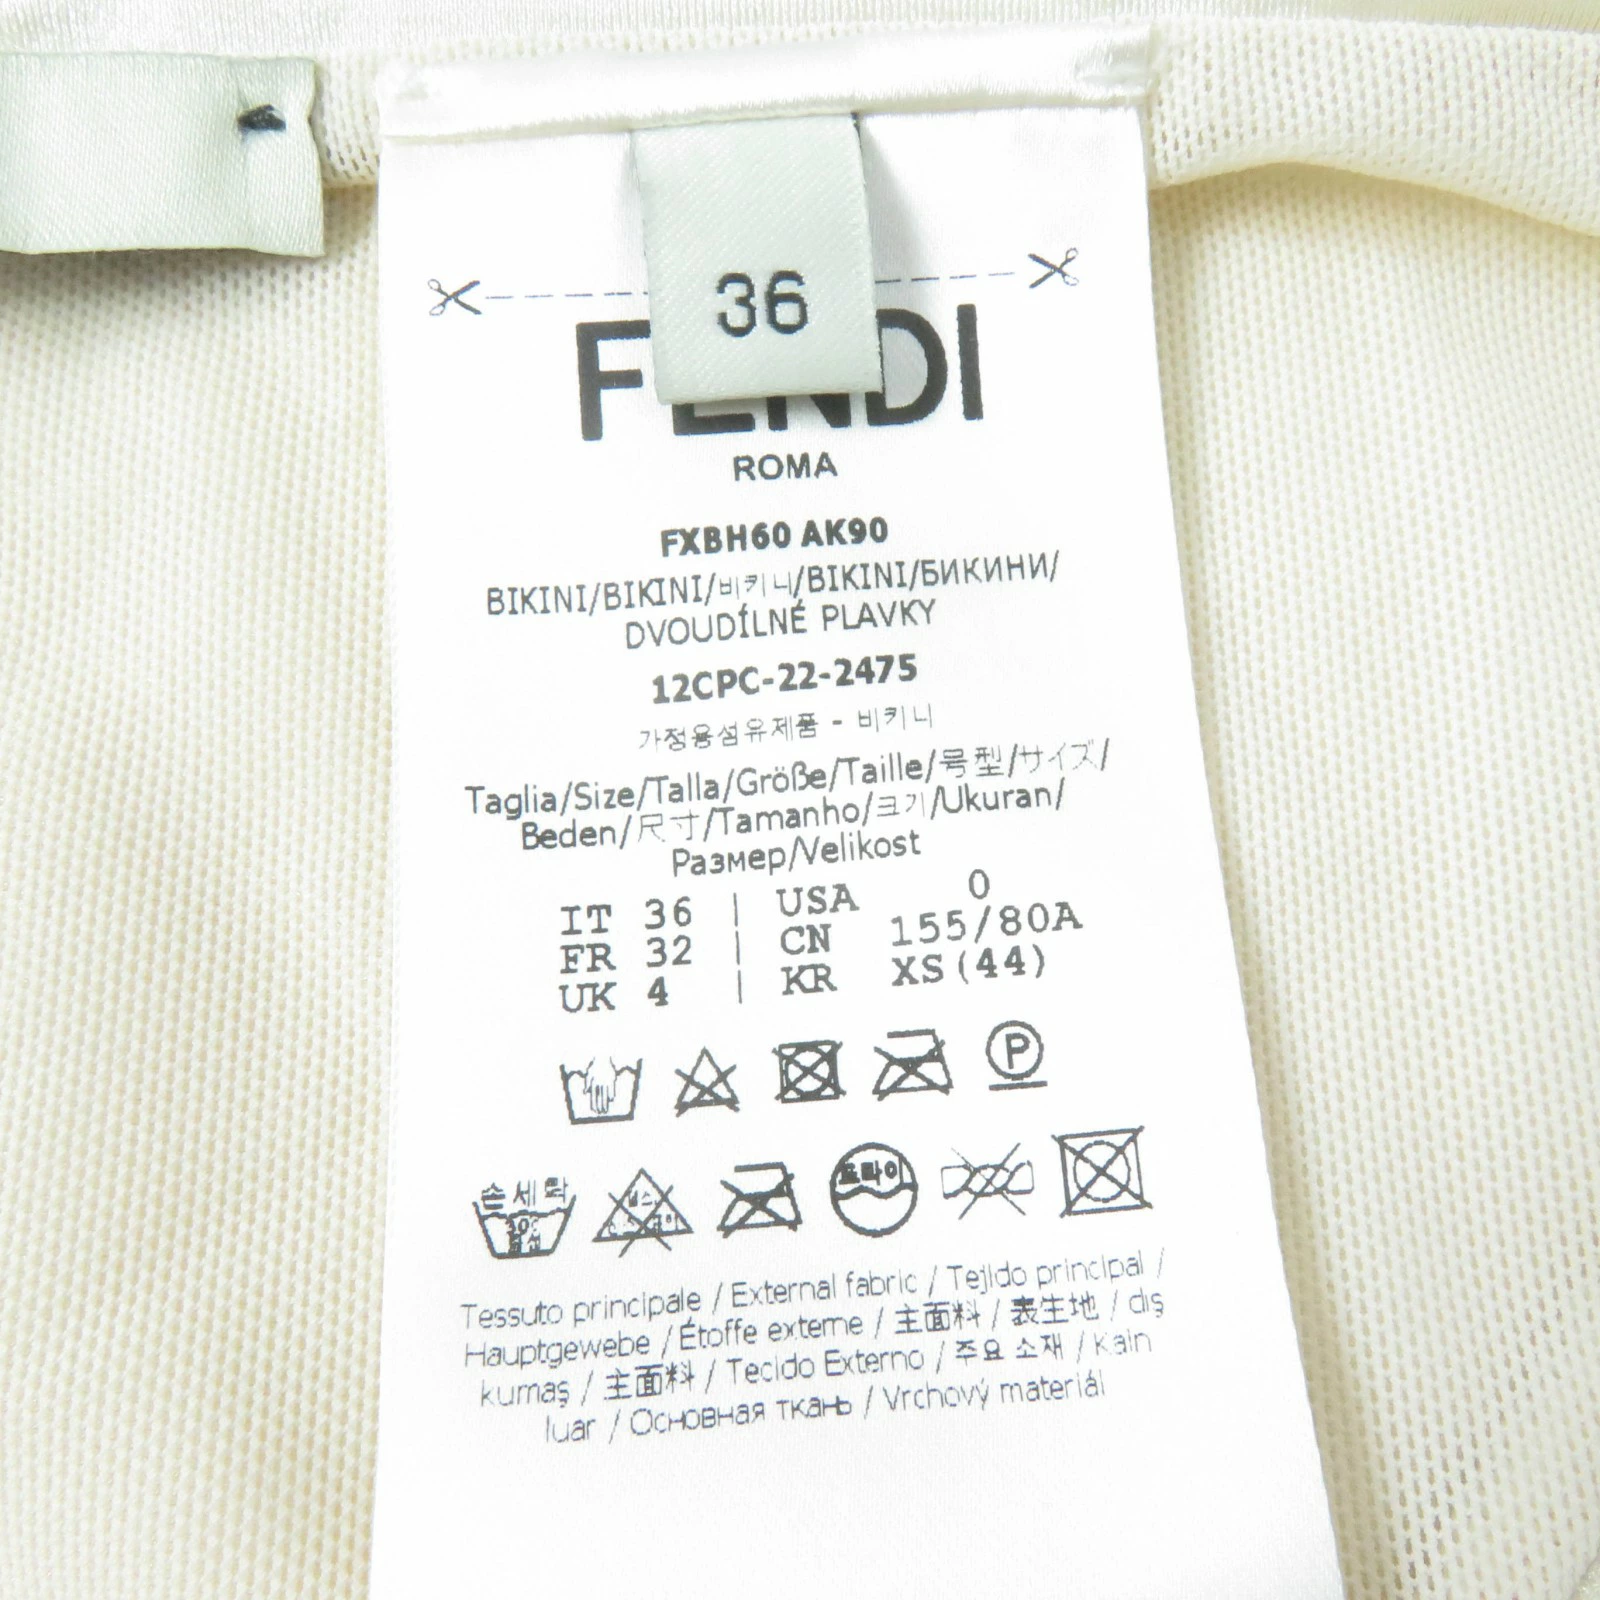 36
FENDI
ROMA
FXBH60 AK90
BIKINI/BIKINI/비키니/BIKINI/БИКИНИ/
DVOUDÍLNÉ PLAVKY
12CPC-22-2475
가정용섬유제품 - 비키니
Taglia/Size/Talla/Größe/Taille/号型/サイズ/
Beden/尺寸/Tamanho/크기/Ukuran/
Размер/Velikost
IT 36 | USA 0
FR 32 | CN 155/80A
UK 4 | KR XS(44)
P
손세탁
30℃
드라이
Tessuto principale / External fabric / Tejido principal /
Hauptgewebe / Étoffe externe / 主面料 / 表生地 / dış
kumaş / 主面料 / Tecido Externo / 주요 소재 / Kain
luar / Основная ткань / Vrchový materiál